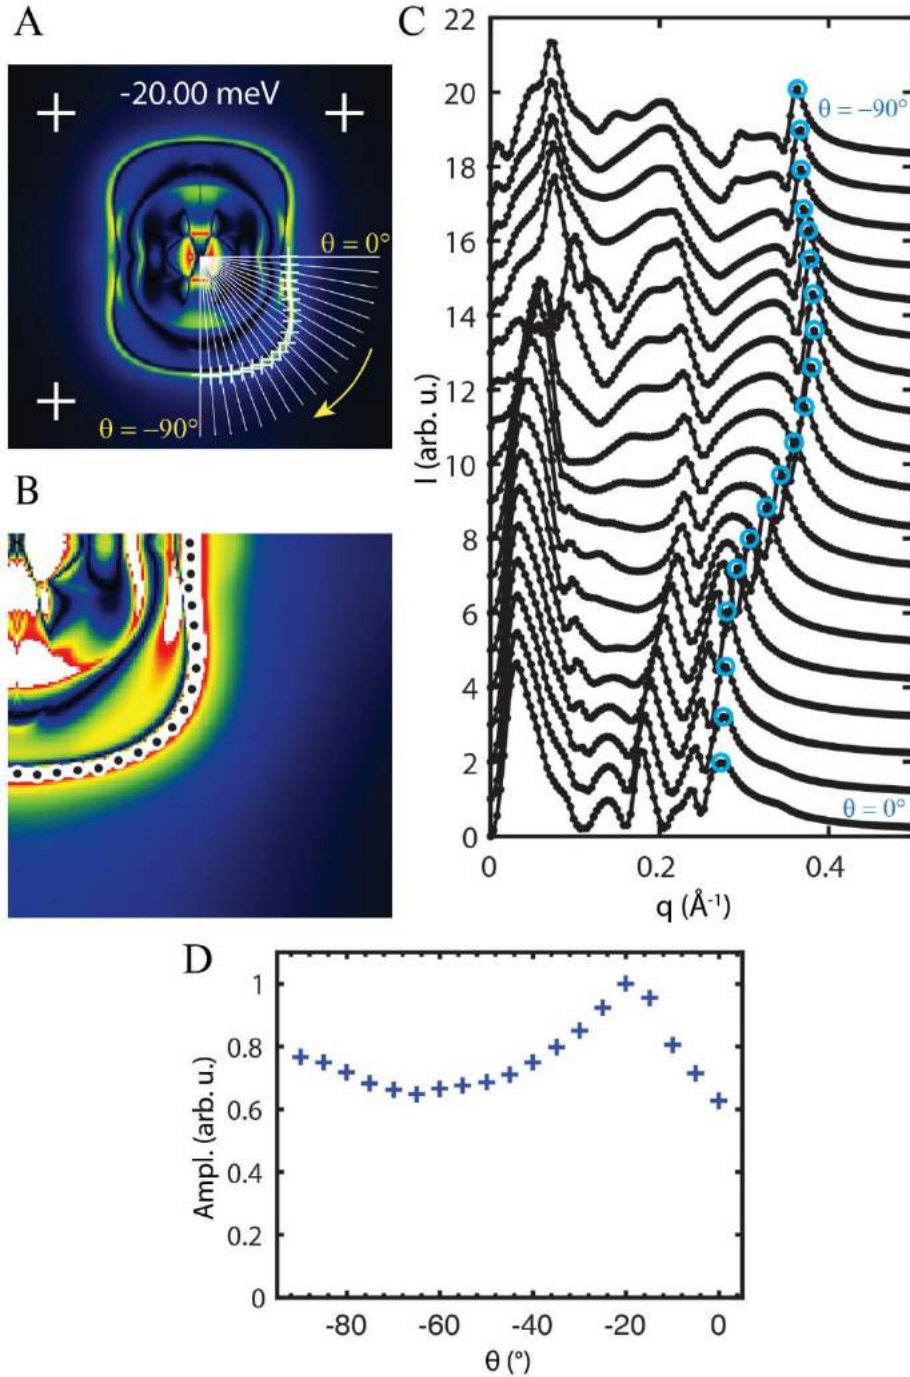 A
-20.00 meV
θ = 0°
θ = −90°
B
C
22
20
18
16
14
12
10
8
6
4
2
0
I (arb. u.)
θ = −90°
θ = 0°
0
0.2
0.4
q (Å⁻¹)
D
1
0.8
0.6
0.4
0.2
0
Ampl. (arb. u.)
-80
-60
-40
-20
0
θ (°)